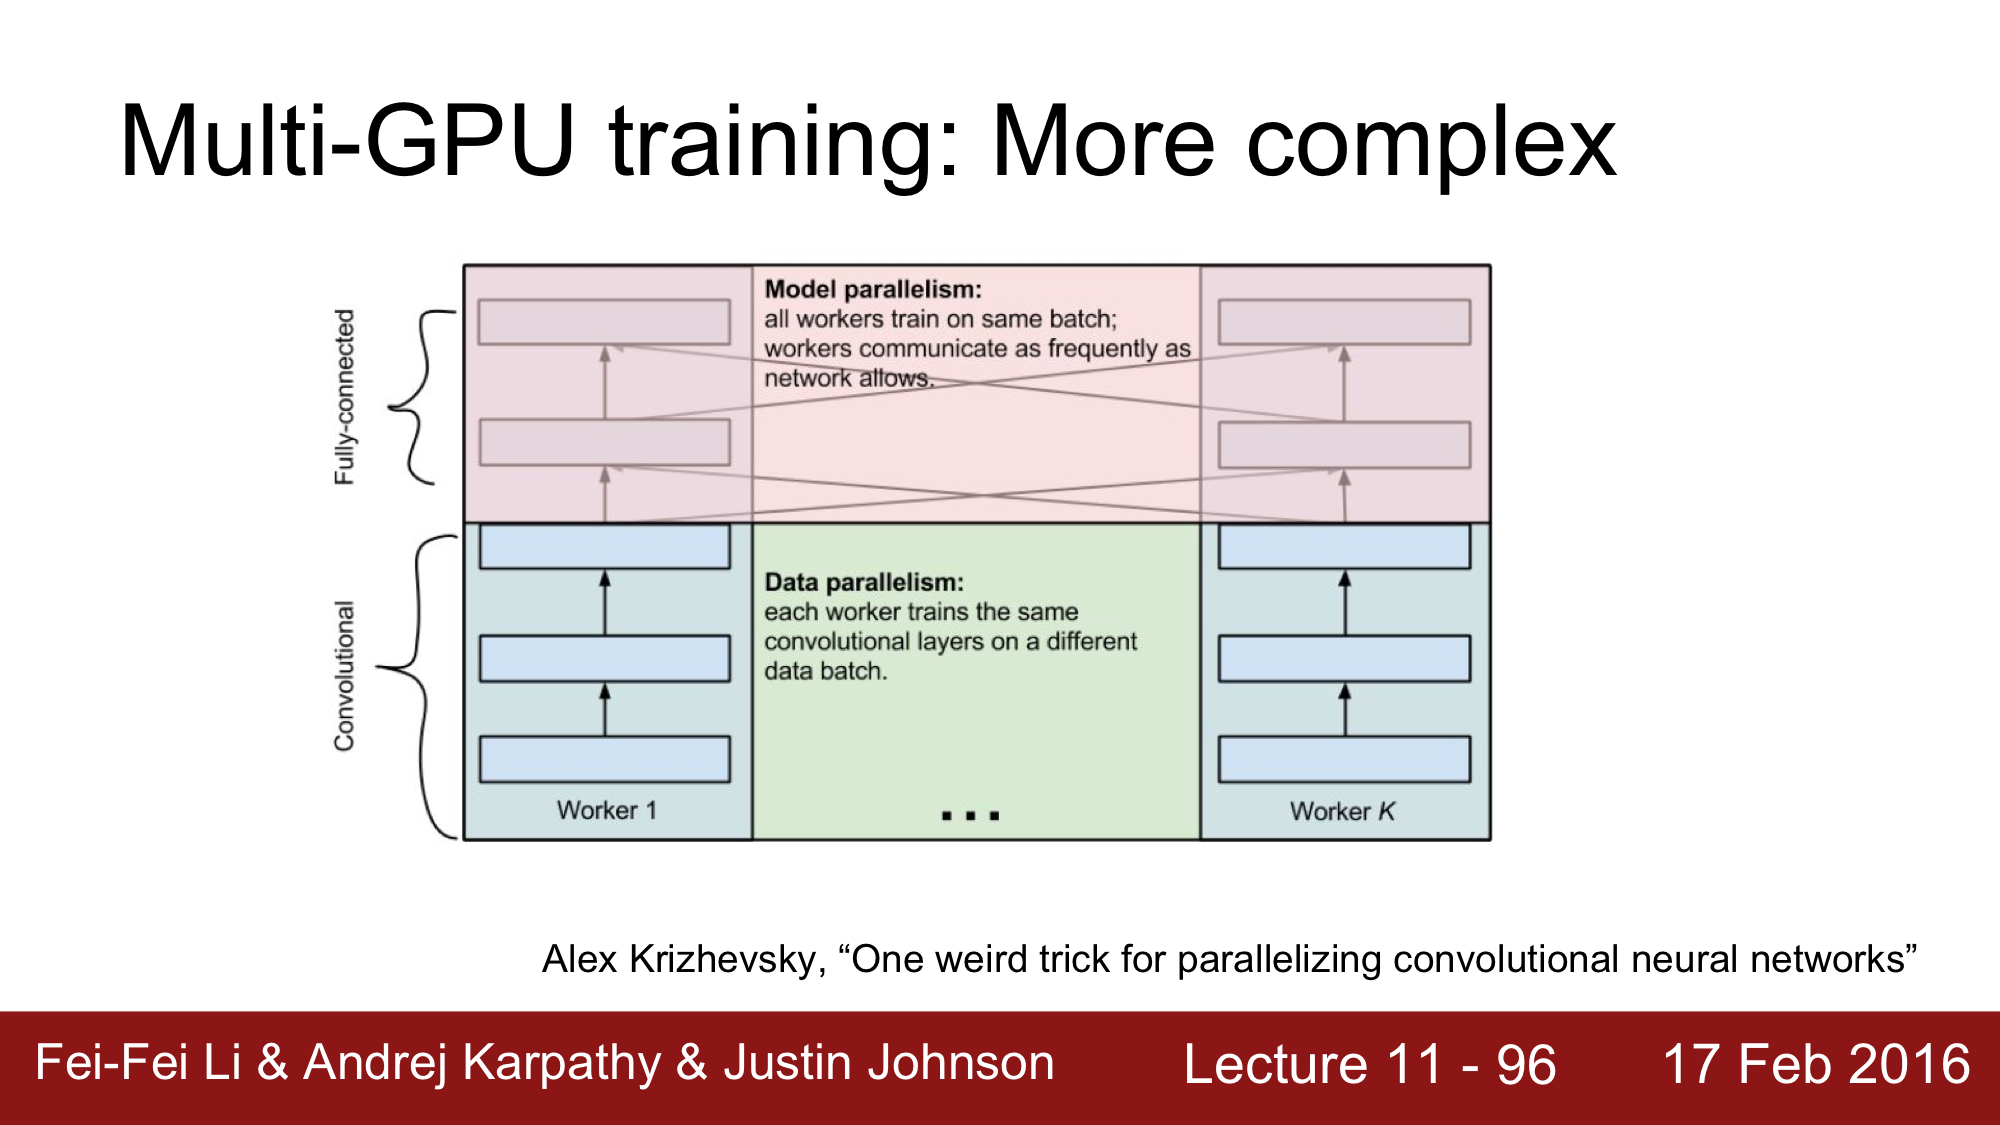 Multi-GPU training: More complex
Fully-connected
Model parallelism:
all workers train on same batch;
workers communicate as frequently as
network allows.
Convolutional
Data parallelism:
each worker trains the same
convolutional layers on a different
data batch.
Worker 1
...
Worker K
Alex Krizhevsky, “One weird trick for parallelizing convolutional neural networks”
Fei-Fei Li & Andrej Karpathy & Justin Johnson
Lecture 11 - 96
17 Feb 2016